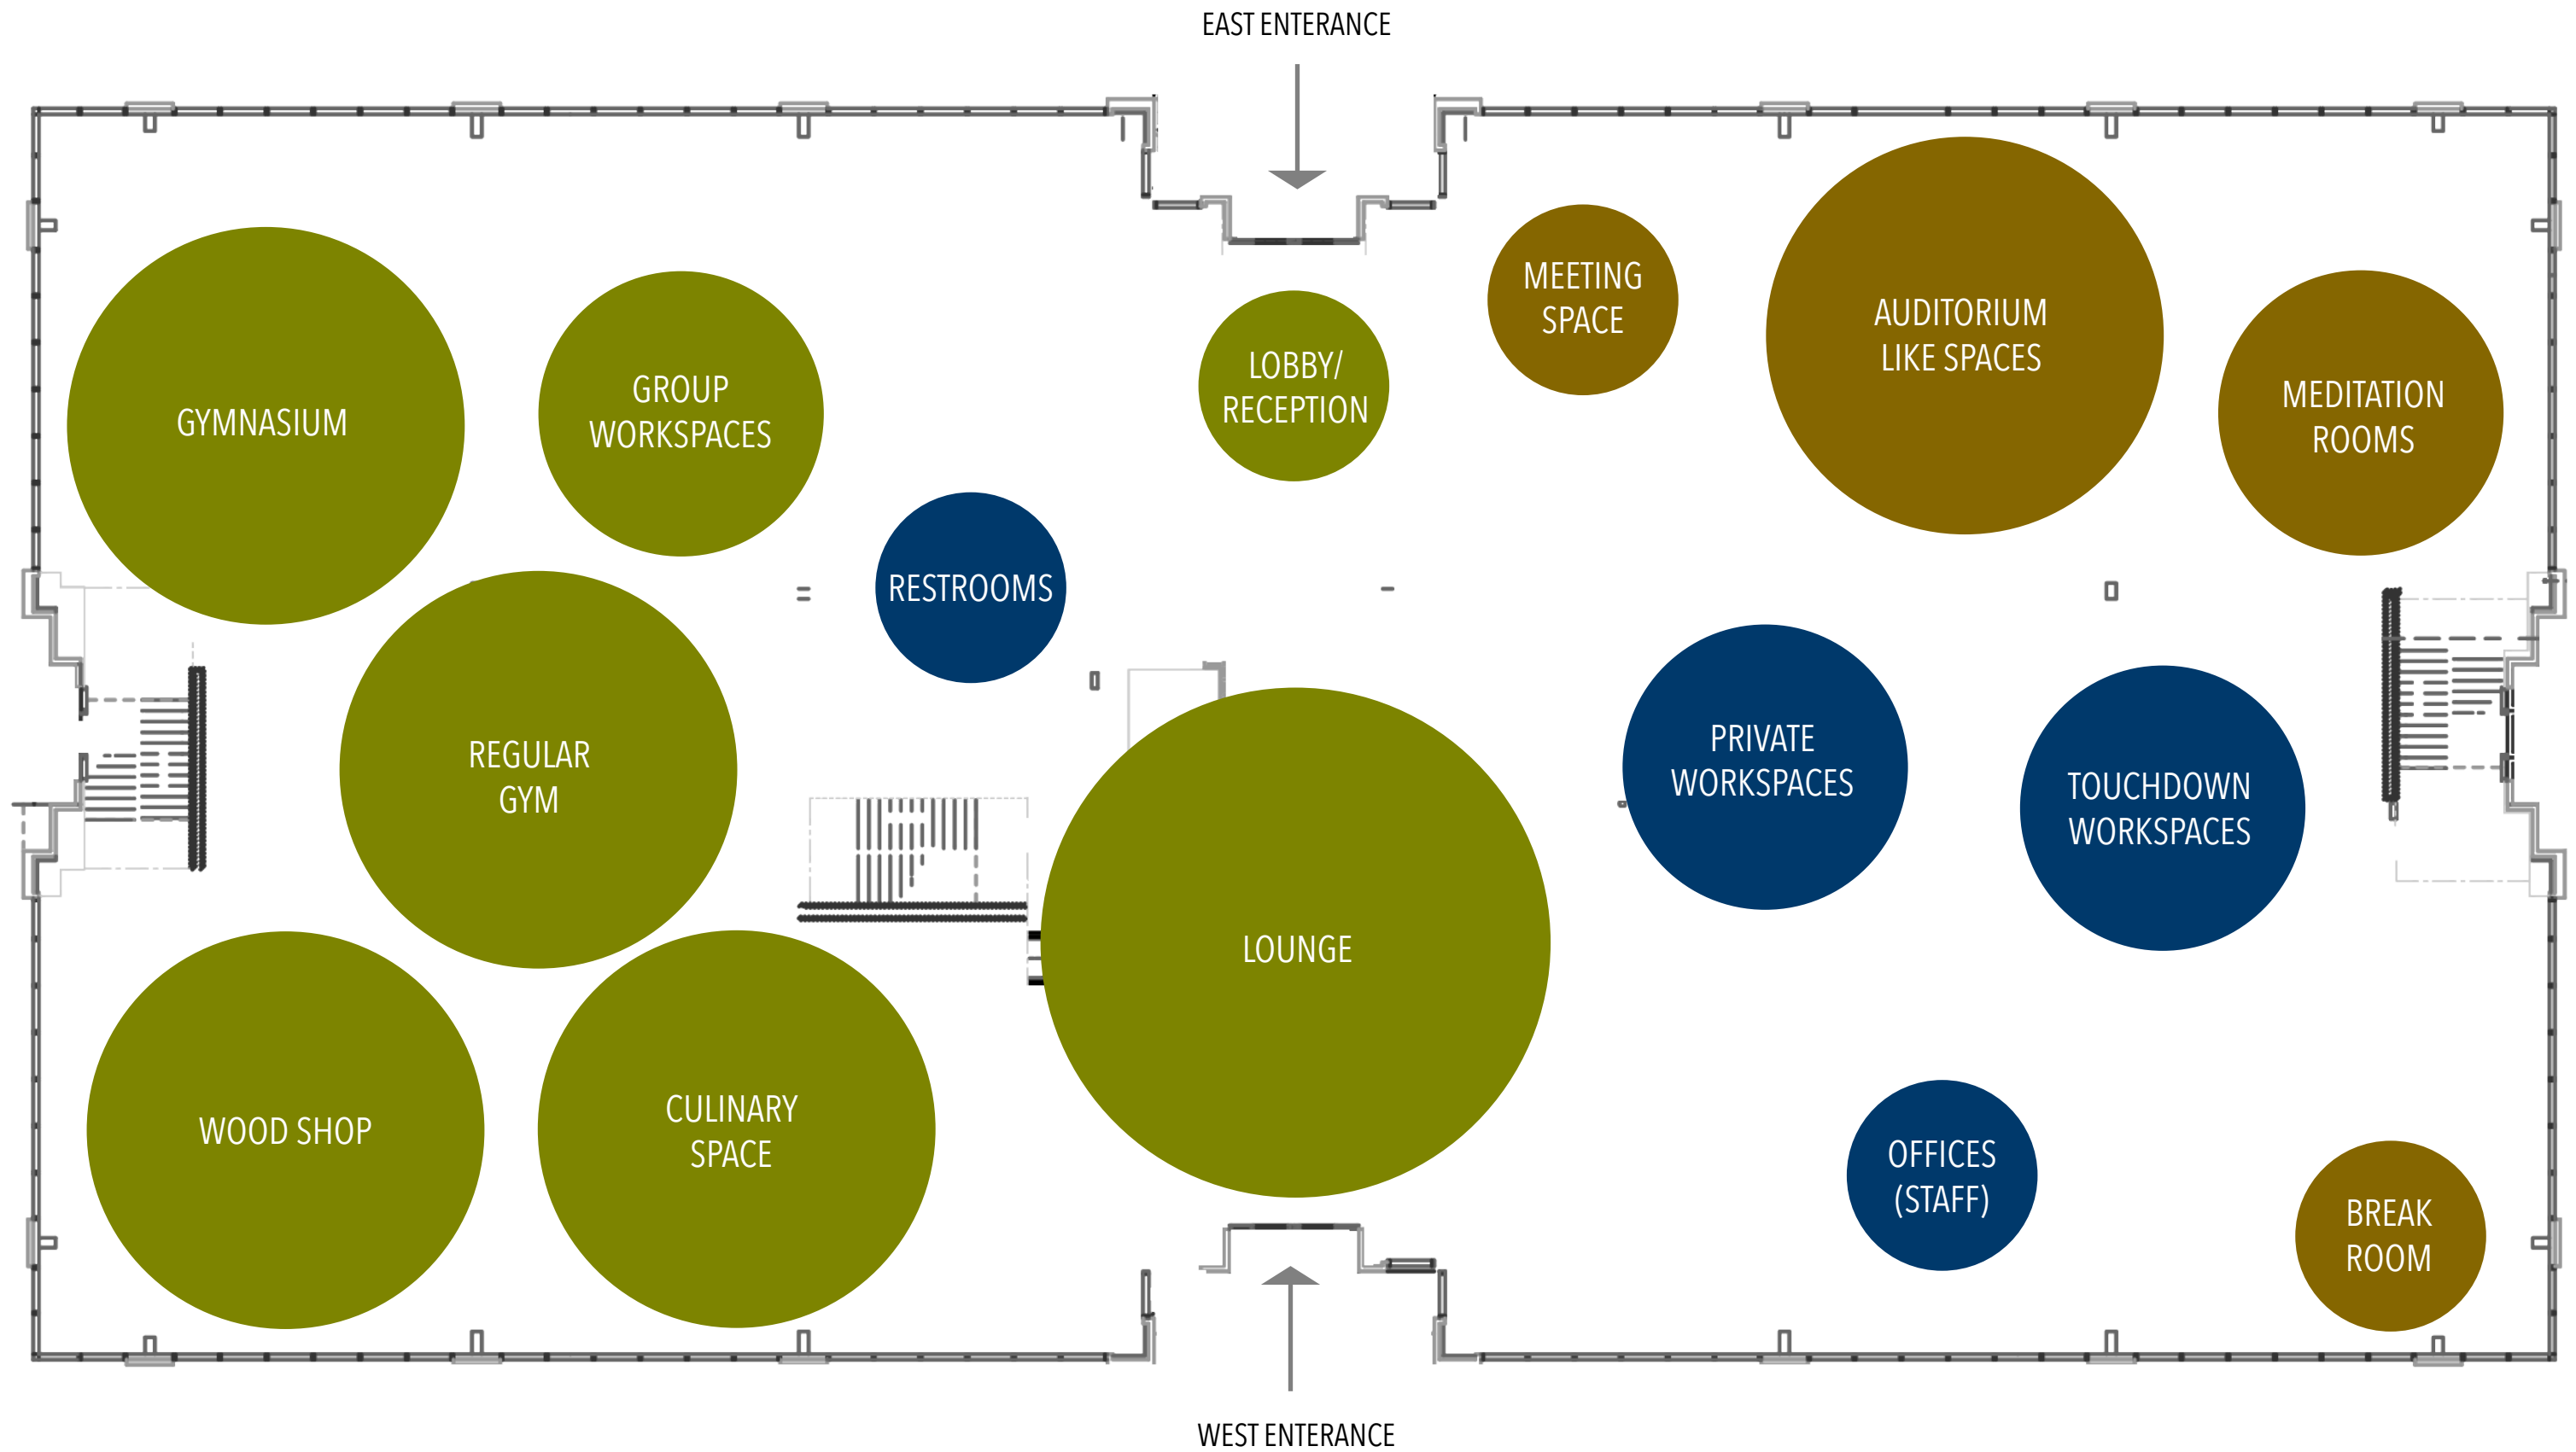 EAST ENTERANCE
MEETING
SPACE
AUDITORIUM
LIKE SPACES
LOBBY/
RECEPTION
GROUP
WORKSPACES
GYMNASIUM
MEDITATION
ROOMS
RESTROOMS
REGULAR
GYM
PRIVATE
WORKSPACES
TOUCHDOWN
WORKSPACES
LOUNGE
WOOD SHOP
CULINARY
SPACE
OFFICES
(STAFF)
BREAK
ROOM
WEST ENTERANCE